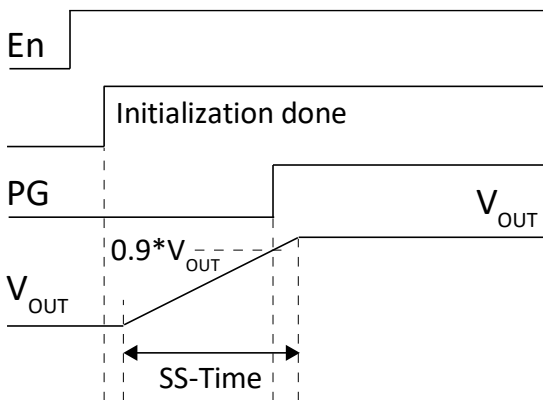 En
Initialization done
PG
V_OUT
0.9*V_OUT
V_OUT
SS-Time